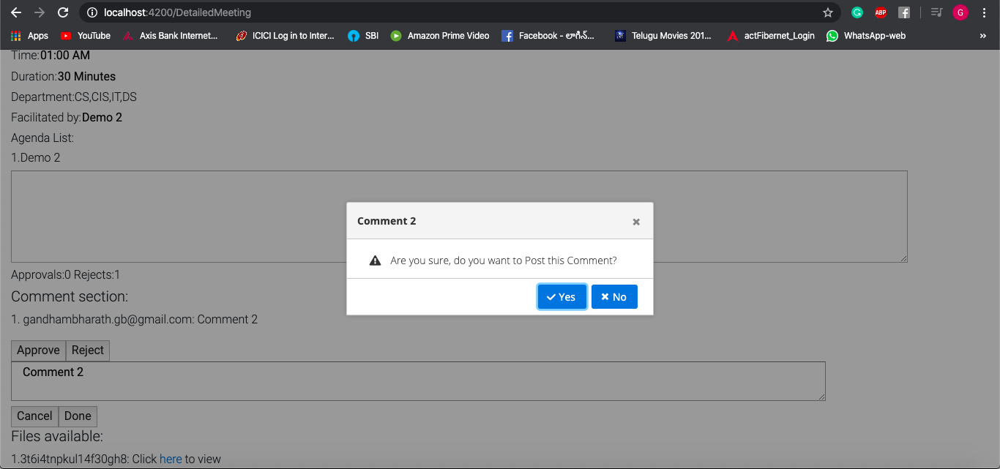 localhost:4200/DetailedMeeting
ABP
f
G
Apps YouTube Axis Bank Internet... ICICI Log in to Inter... SBI Amazon Prime Video Facebook - లాగిన్... Telugu Movies 201... actFibernet_Login WhatsApp-web »
Time:01:00 AM
Duration:30 Minutes
Department:CS,CIS,IT,DS
Facilitated by:Demo 2
Agenda List:
1.Demo 2
Comment 2
Are you sure, do you want to Post this Comment?
Yes No
Approvals:0 Rejects:1
Comment section:
1. gandhambharath.gb@gmail.com: Comment 2
Approve Reject
Comment 2
Cancel Done
Files available:
1.3t6i4tnpkul14f30gh8: Click here to view